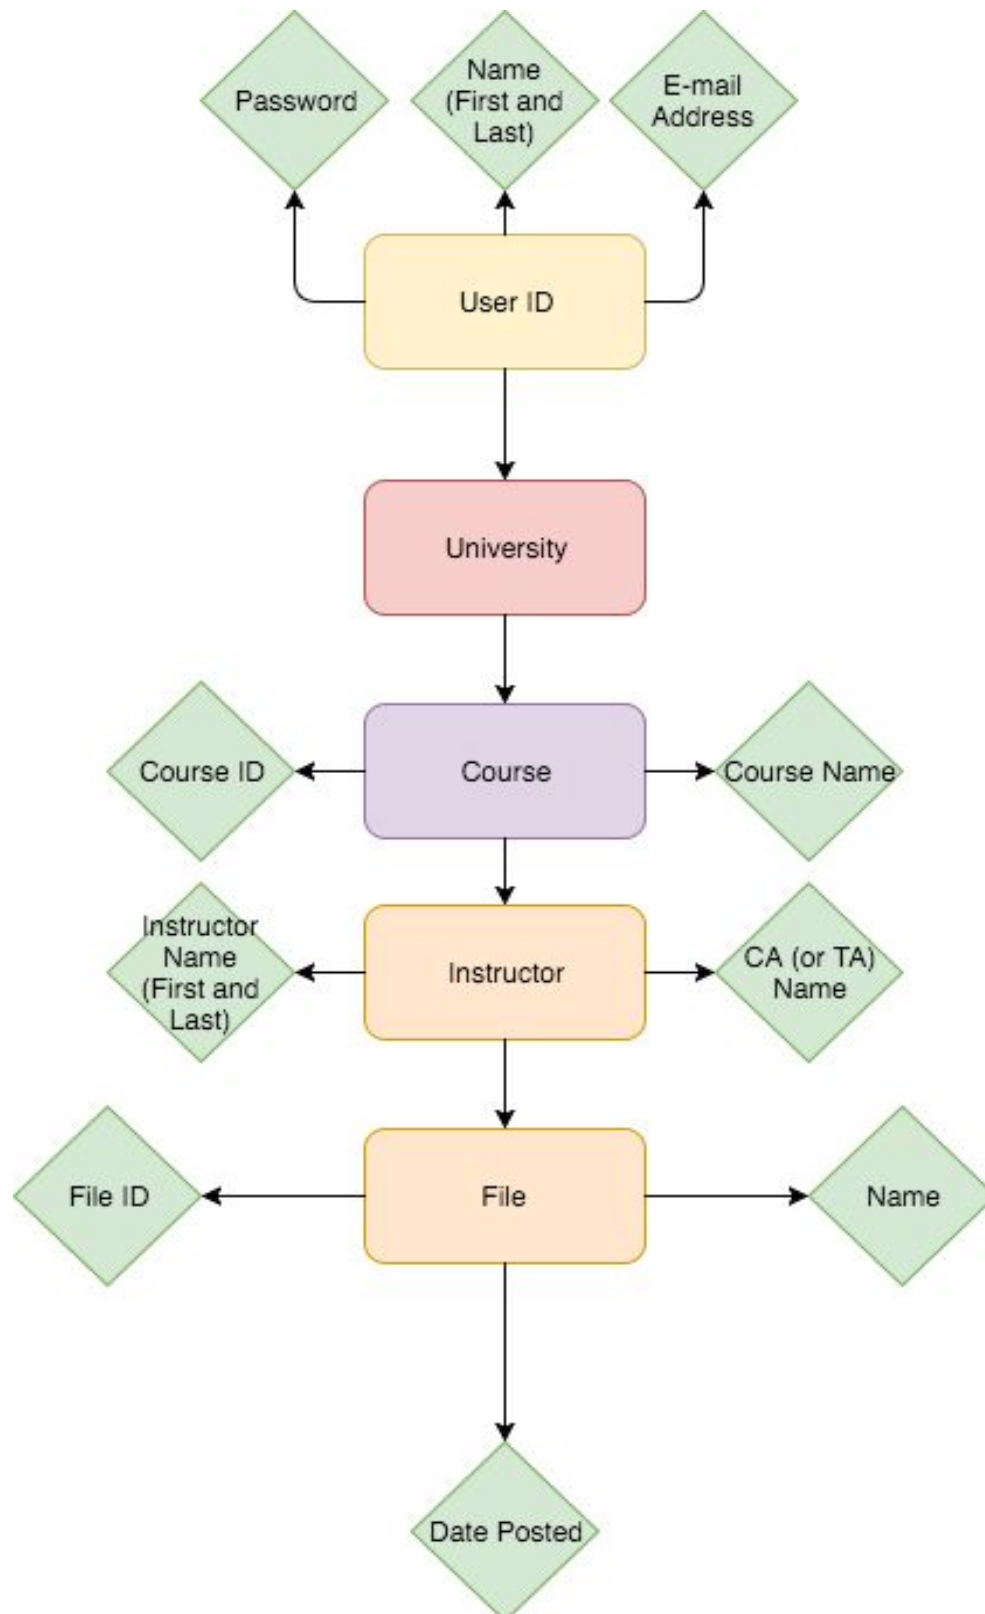 Password
Name
(First and
Last)
E-mail
Address
User ID
University
Course ID
Course
Course Name
Instructor
Name
(First and
Last)
Instructor
CA (or TA)
Name
File ID
File
Name
Date Posted